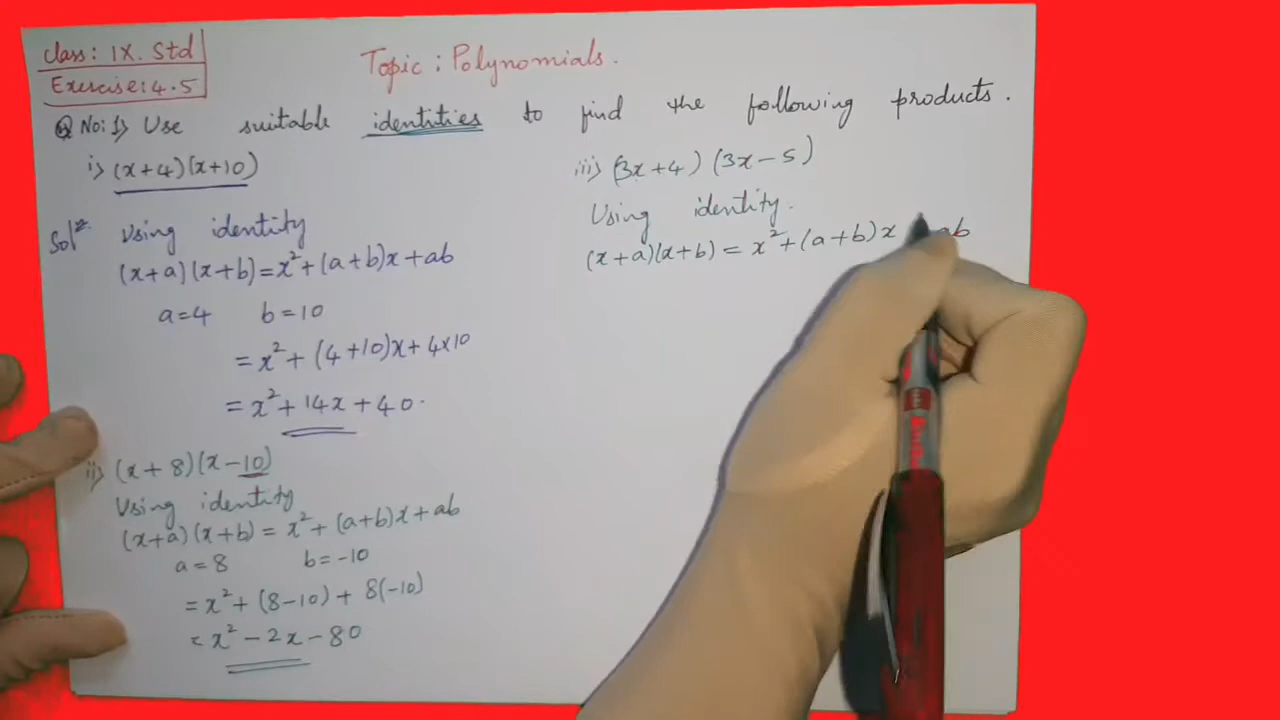 Class: IX. Std
Exercise: 4.5
Topic: Polynomials.
Q No: 1) Use suitable identities to find the following products.
i) (x+4)(x+10)
Sol: Using identity
(x+a)(x+b)=x²+(a+b)x+ab
a=4 b=10
=x²+(4+10)x+4×10
=x²+14x+40.
ii) (x+8)(x-10)
Using identity
(x+a)(x+b)=x²+(a+b)x+ab
a=8 b=-10
=x²+(8-10)+8(-10)
=x²-2x-80
iii) (3x+4)(3x-5)
Using identity.
(x+a)(x+b)=x²+(a+b)x ab